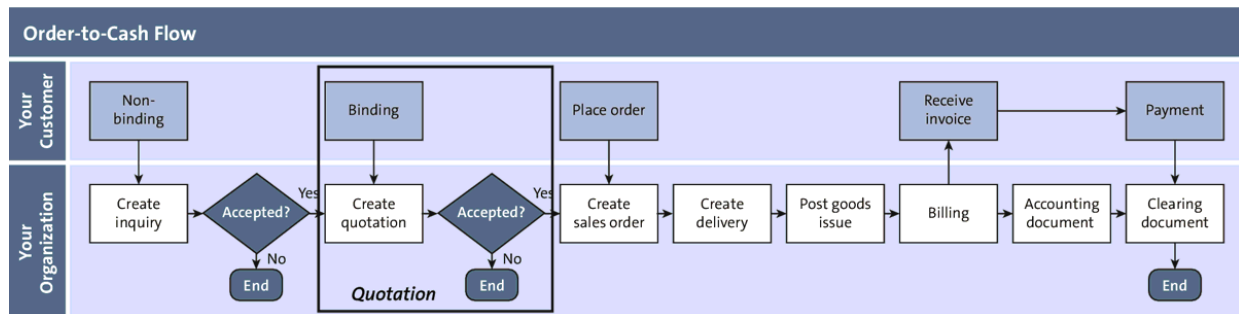 Order-to-Cash Flow
Your
Customer
Non-
binding
Binding
Place order
Receive
invoice
Payment
Your
Organization
Create
inquiry
Accepted?
Yes
No
End
Create
quotation
Accepted?
Yes
No
End
Quotation
Create
sales order
Create
delivery
Post goods
issue
Billing
Accounting
document
Clearing
document
End